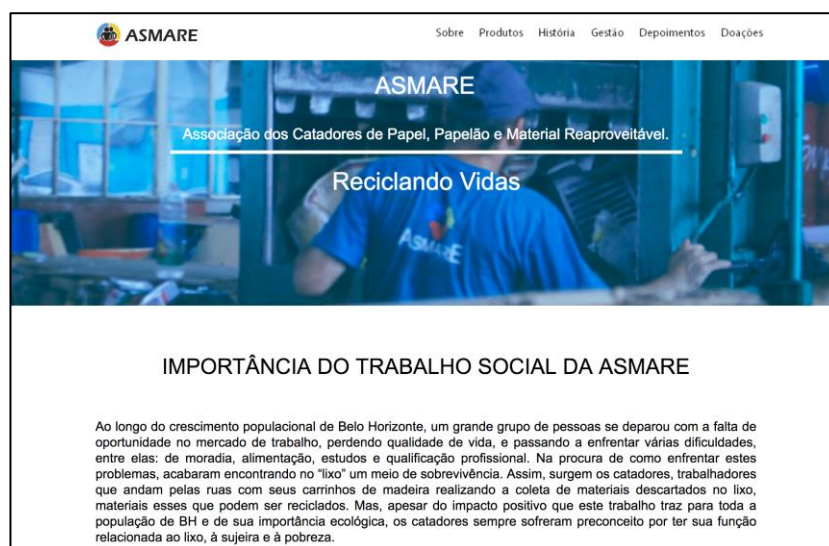 ASMARE
Sobre Produtos História Gestão Depoimentos Doações
ASMARE
Associação dos Catadores de Papel, Papelão e Material Reaproveitável.
Reciclando Vidas
ASMARE
IMPORTÂNCIA DO TRABALHO SOCIAL DA ASMARE
Ao longo do crescimento populacional de Belo Horizonte, um grande grupo de pessoas se deparou com a falta de
oportunidade no mercado de trabalho, perdendo qualidade de vida, e passando a enfrentar várias dificuldades,
entre elas: de moradia, alimentação, estudos e qualificação profissional. Na procura de como enfrentar estes
problemas, acabaram encontrando no “lixo” um meio de sobrevivência. Assim, surgem os catadores, trabalhadores
que andam pelas ruas com seus carrinhos de madeira realizando a coleta de materiais descartados no lixo,
materiais esses que podem ser reciclados. Mas, apesar do impacto positivo que este trabalho traz para toda a
população de BH e de sua importância ecológica, os catadores sempre sofreram preconceito por ter sua função
relacionada ao lixo, à sujeira e à pobreza.